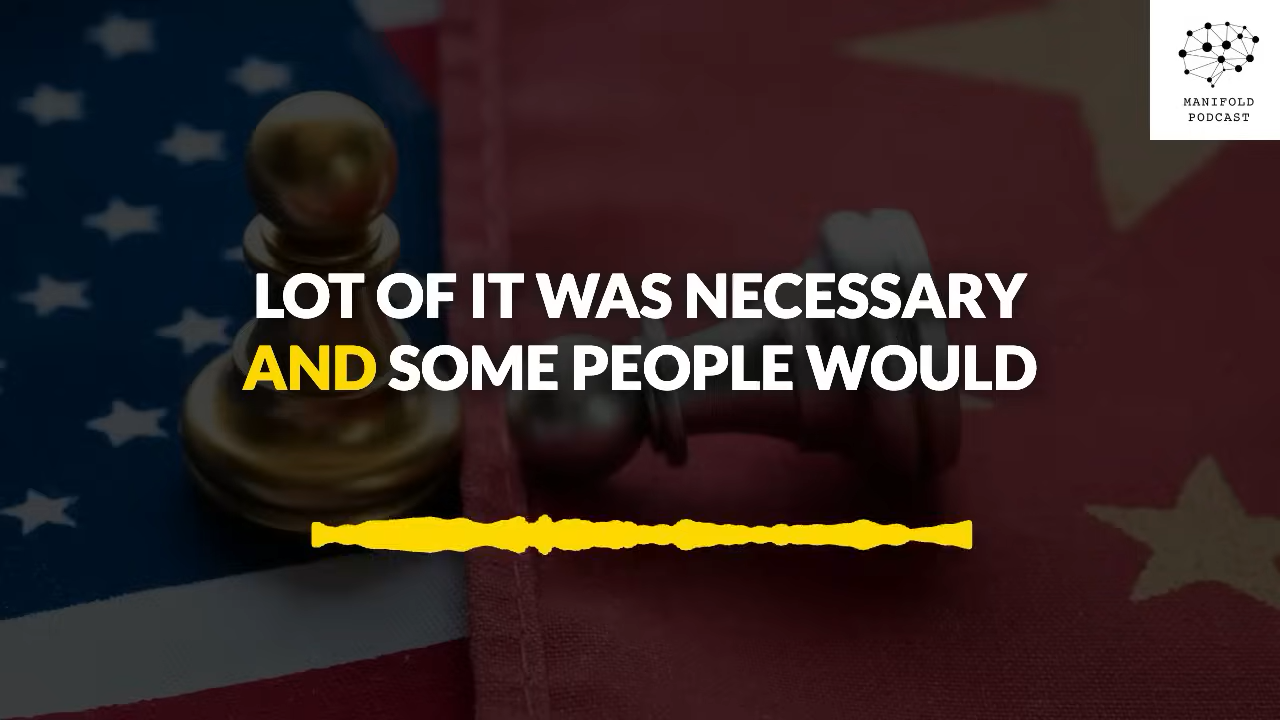 MANIFOLD
PODCAST
LOT OF IT WAS NECESSARY
AND SOME PEOPLE WOULD